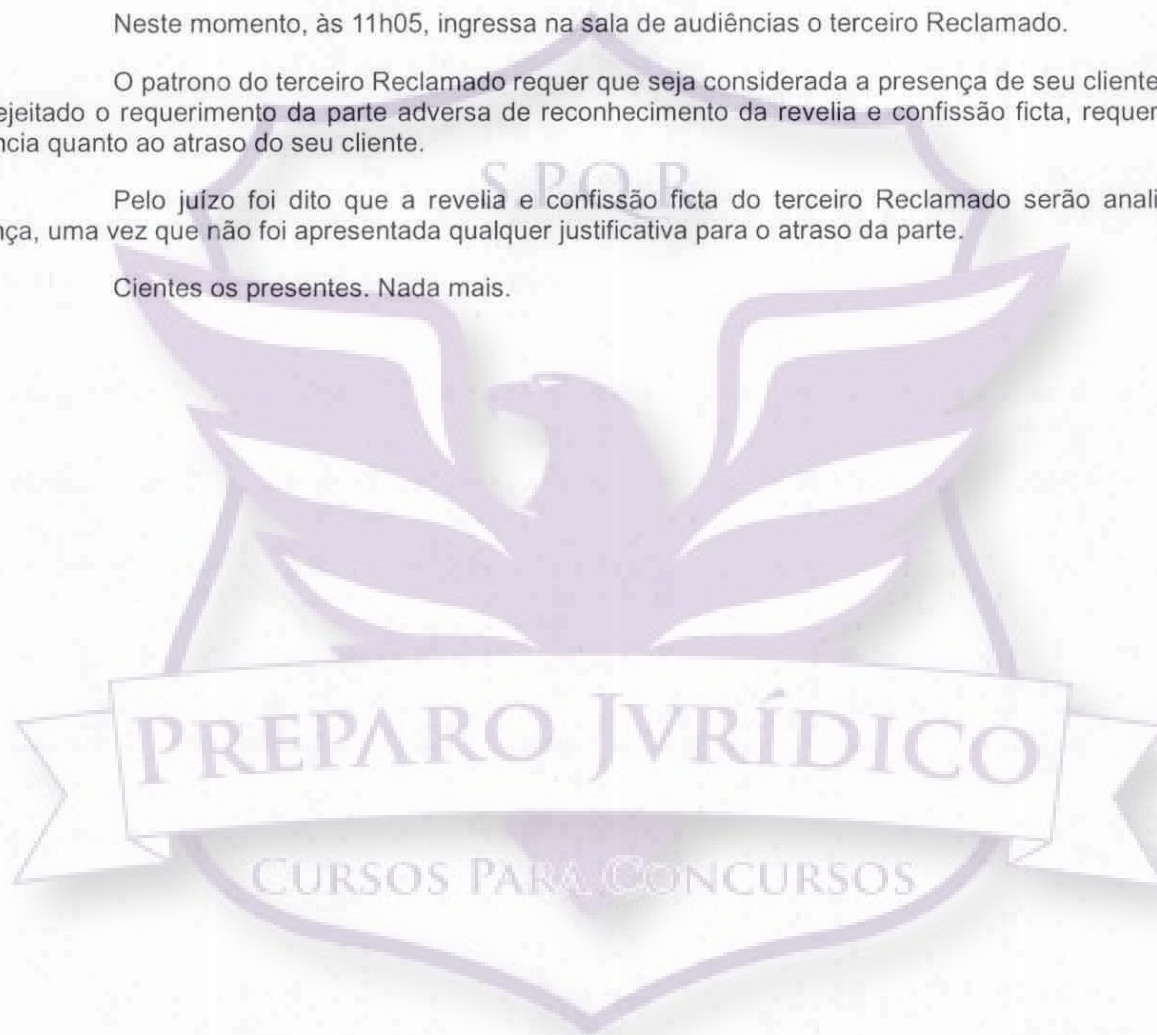 Neste momento, às 11h05, ingressa na sala de audiências o terceiro Reclamado.
O patrono do terceiro Reclamado requer que seja considerada a presença de seu cliente
ejeitado o requerimento da parte adversa de reconhecimento da revelia e confissão ficta, requer
ncia quanto ao atraso do seu cliente.
S.P.Q.R
Pelo juízo foi dito que a revelia e confissão ficta do terceiro Reclamado serão anali
nça, uma vez que não foi apresentada qualquer justificativa para o atraso da parte.
Cientes os presentes. Nada mais.
PREPARO JVRÍDICO
CURSOS PARA CONCURSOS